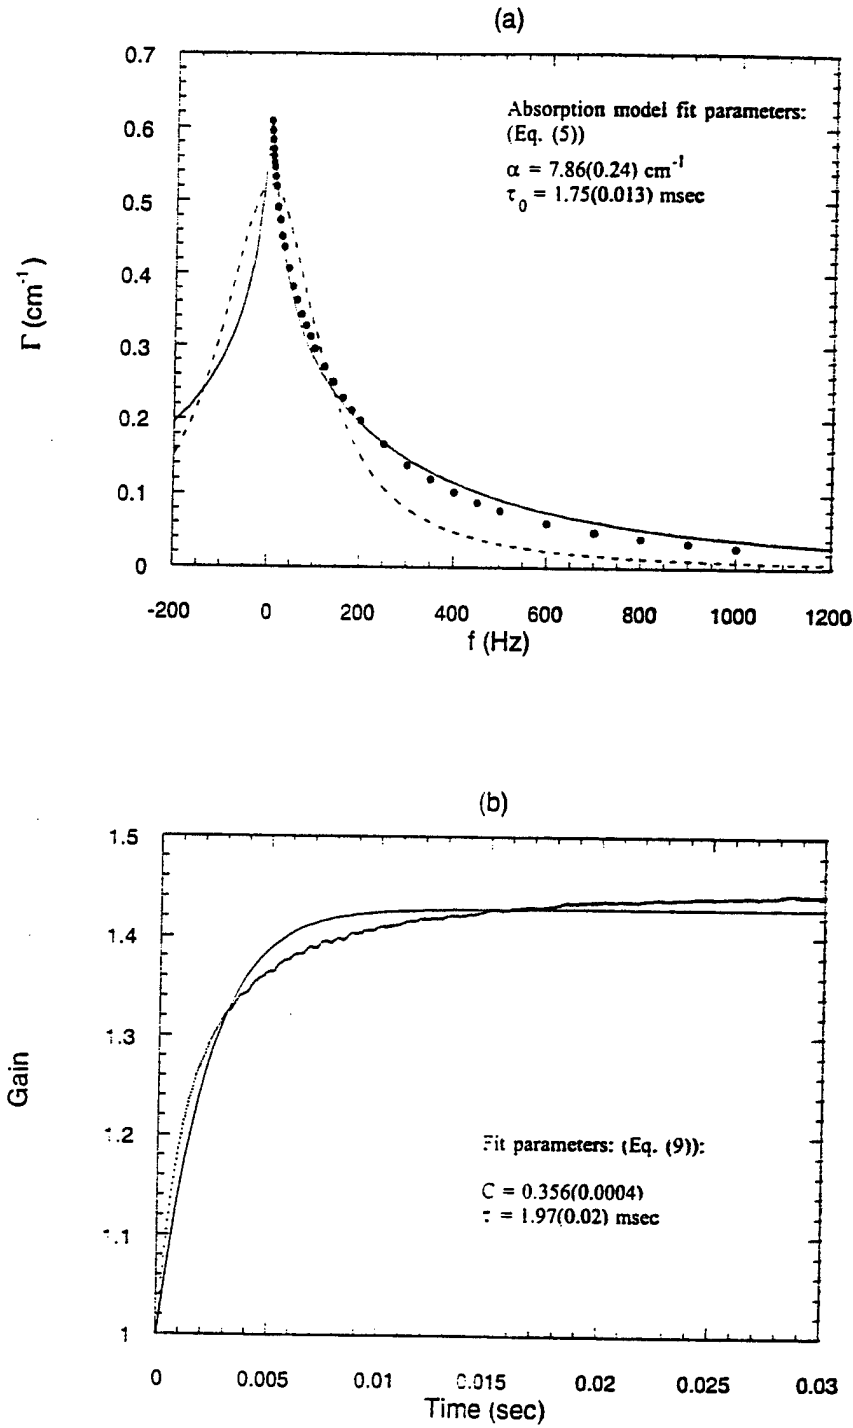 (a)
0.7
0.6
0.5
0.4
0.3
0.2
0.1
0
Γ (cm⁻¹)
Absorption model fit parameters:
(Eq. (5))
α = 7.86(0.24) cm⁻¹
τ₀ = 1.75(0.013) msec
-200 0 200 400 600 800 1000 1200
f (Hz)
(b)
1.5
1.4
1.3
1.2
1.1
1
Gain
Fit parameters: (Eq. (9)):
C = 0.356(0.0004)
= 1.97(0.02) msec
0 0.005 0.01 0.015 0.02 0.025 0.03
Time (sec)